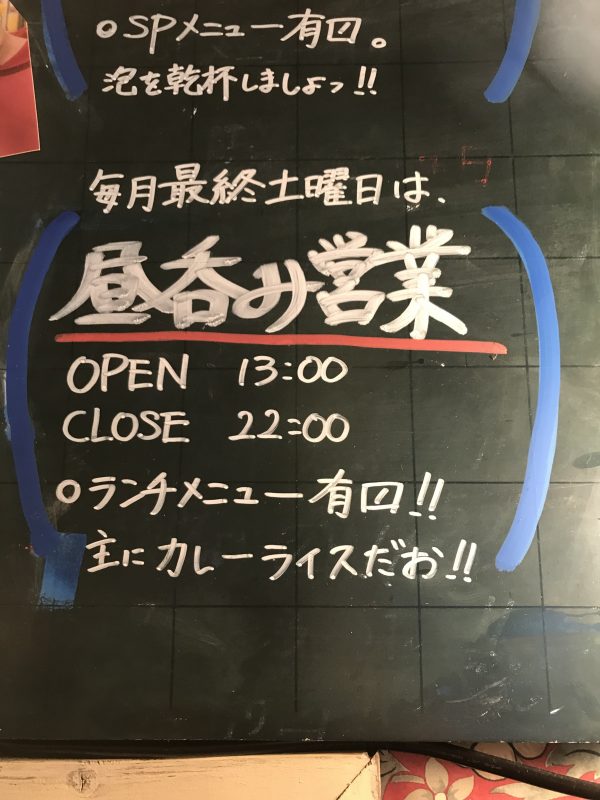 ○SPメニュー有回。
泡を乾杯しましょっ!!
毎月最終土曜日は、
昼呑み営業
OPEN 13:00
CLOSE 22:00
○ランチメニュー有回!!
主にカレーライスだお!!